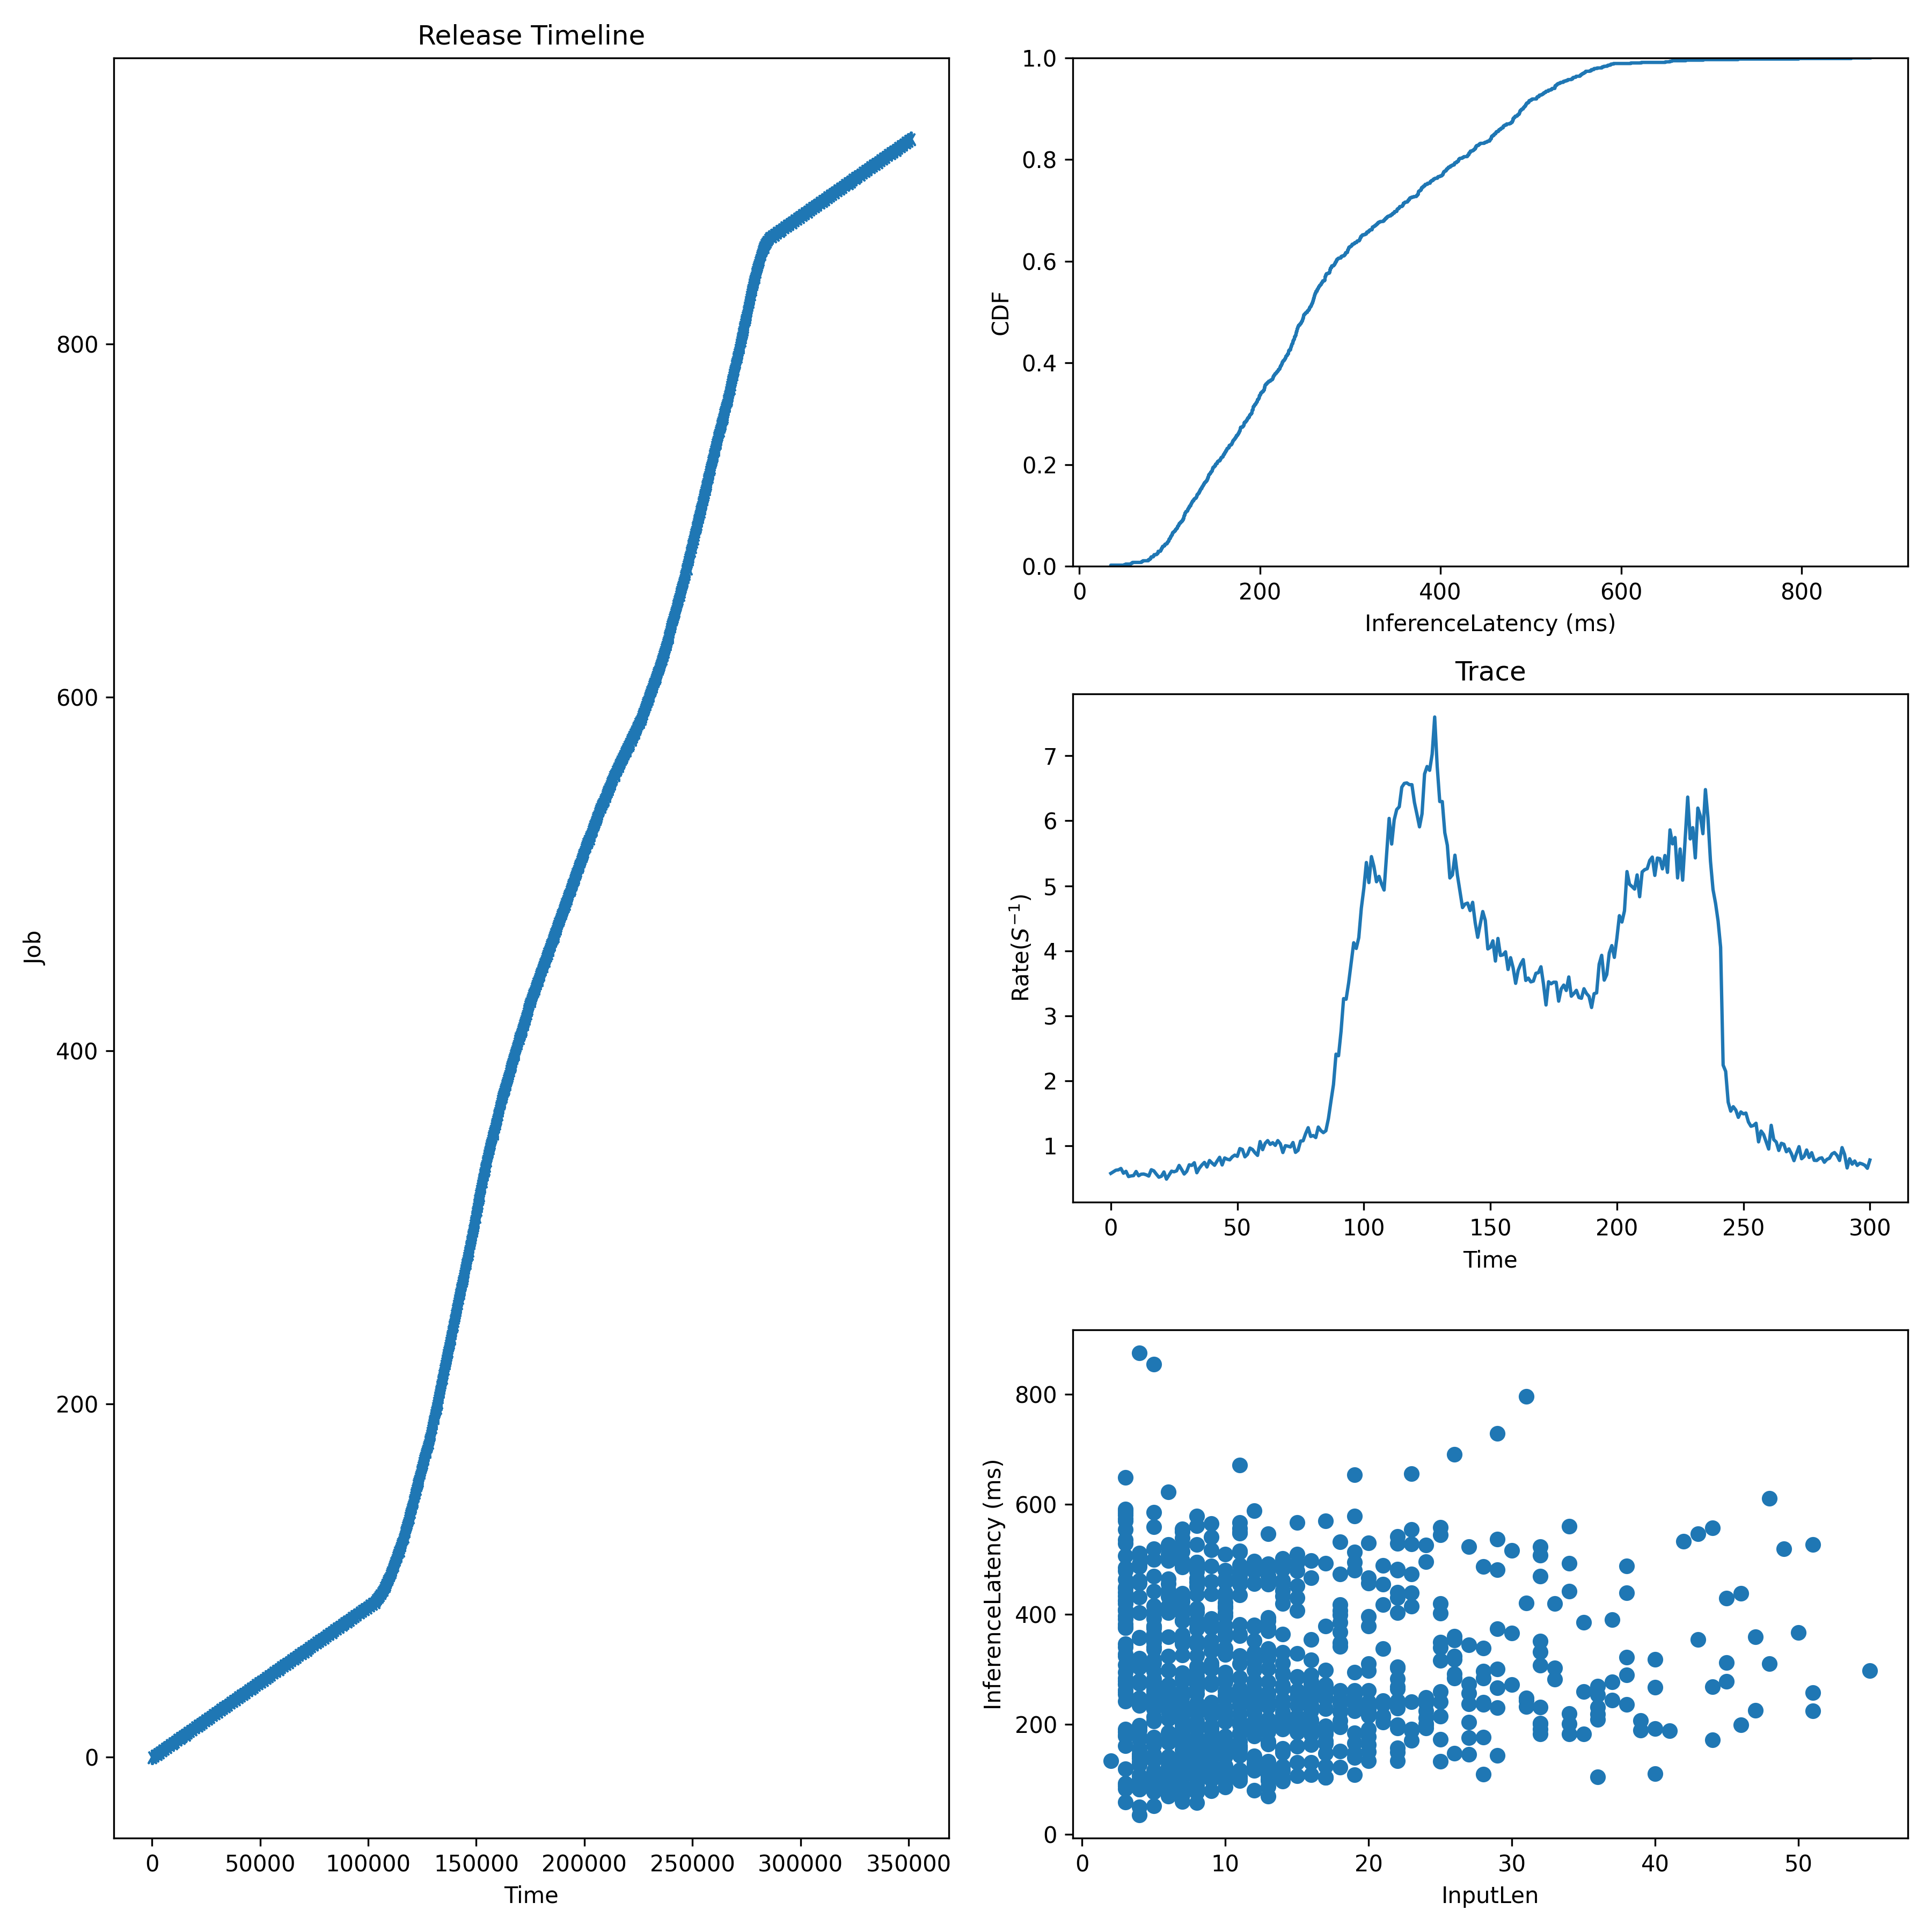 Release Timeline
Job
800
600
400
200
0
0 50000 100000 150000 200000 250000 300000 350000
Time
CDF
1.0
0.8
0.6
0.4
0.2
0.0
0 200 400 600 800
InferenceLatency (ms)
Trace
Rate(S⁻¹)
7
6
5
4
3
2
1
0 50 100 150 200 250 300
Time
InferenceLatency (ms)
800
600
400
200
0
0 10 20 30 40 50
InputLen